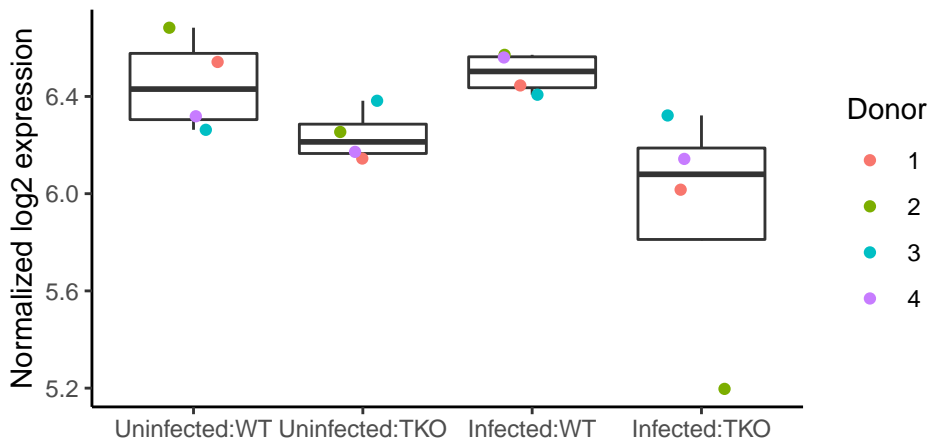 Normalized log2 expression
6.4
6.0
5.6
5.2
Uninfected:WT Uninfected:TKO Infected:WT Infected:TKO
Donor
1
2
3
4